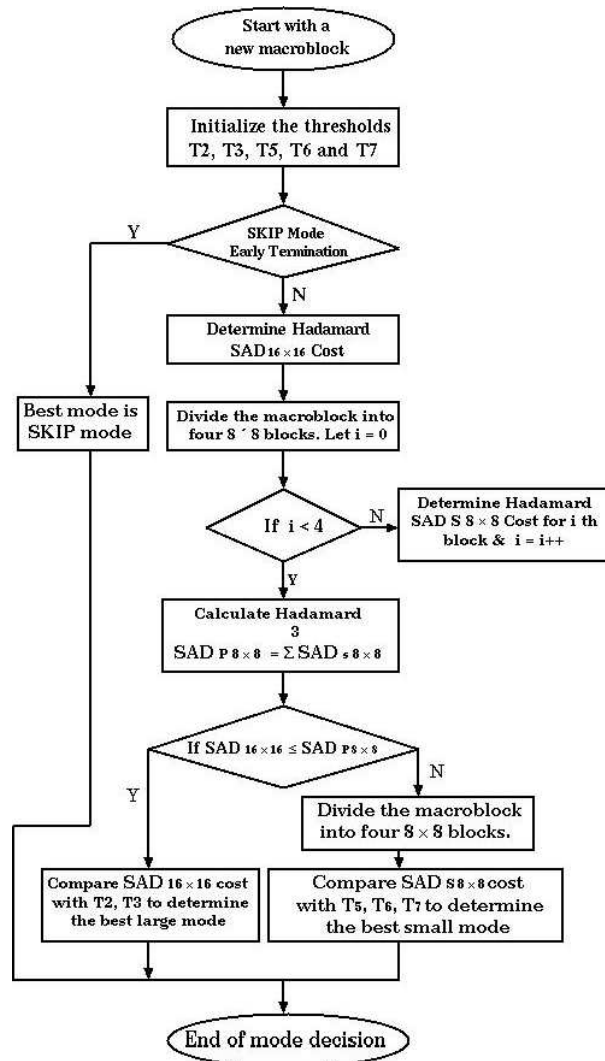 Start with a
new macroblock
Initialize the thresholds
T2, T3, T5, T6 and T7
Y
SKIP Mode
Early Termination
N
Determine Hadamard
SAD 16 × 16 Cost
Best mode is
SKIP mode
Divide the macroblock into
four 8 ´ 8 blocks. Let i = 0
If i < 4
N
Determine Hadamard
SAD S 8 × 8 Cost for i th
block & i = i++
Y
Calculate Hadamard
3
SAD P 8 × 8 = Σ SAD s 8 × 8
If SAD 16 × 16 ≤ SAD P 8 × 8
Y
N
Divide the macroblock
into four 8 × 8 blocks.
Compare SAD 16 × 16 cost
with T2, T3 to determine
the best large mode
Compare SAD S 8 × 8 cost
with T5, T6, T7 to determine
the best small mode
End of mode decision